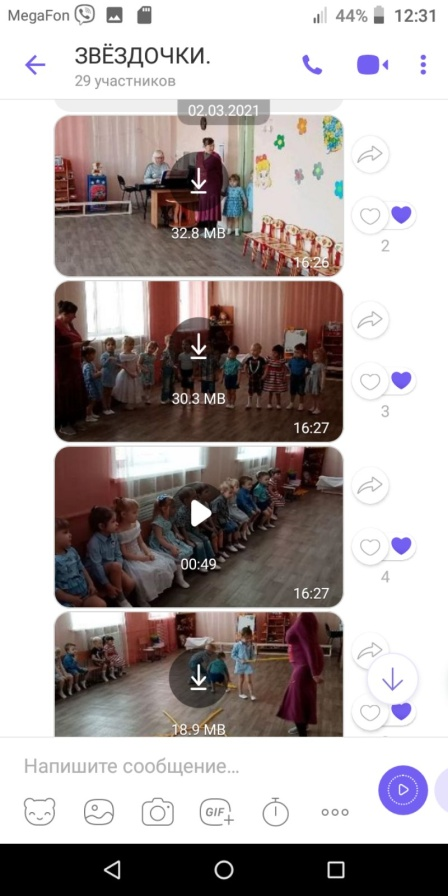 MegaFon 44% 12:31
ЗВЁЗДОЧКИ.
29 участников
02.03.2021
32.8 MB
16:26
2
30.3 MB
16:27
3
00:49
16:27
4
18.9 MB
Напишите сообщение...
GIF